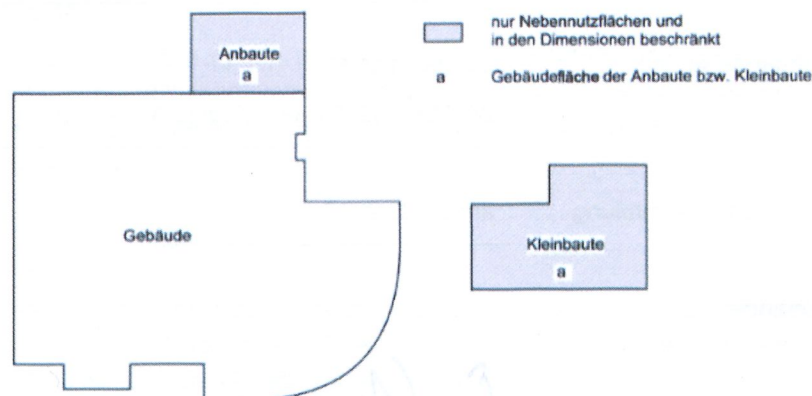 Anbaute
a
nur Nebennutzflächen und
in den Dimensionen beschränkt
a Gebäudefläche der Anbaute bzw. Kleinbaute
Gebäude
Kleinbaute
a